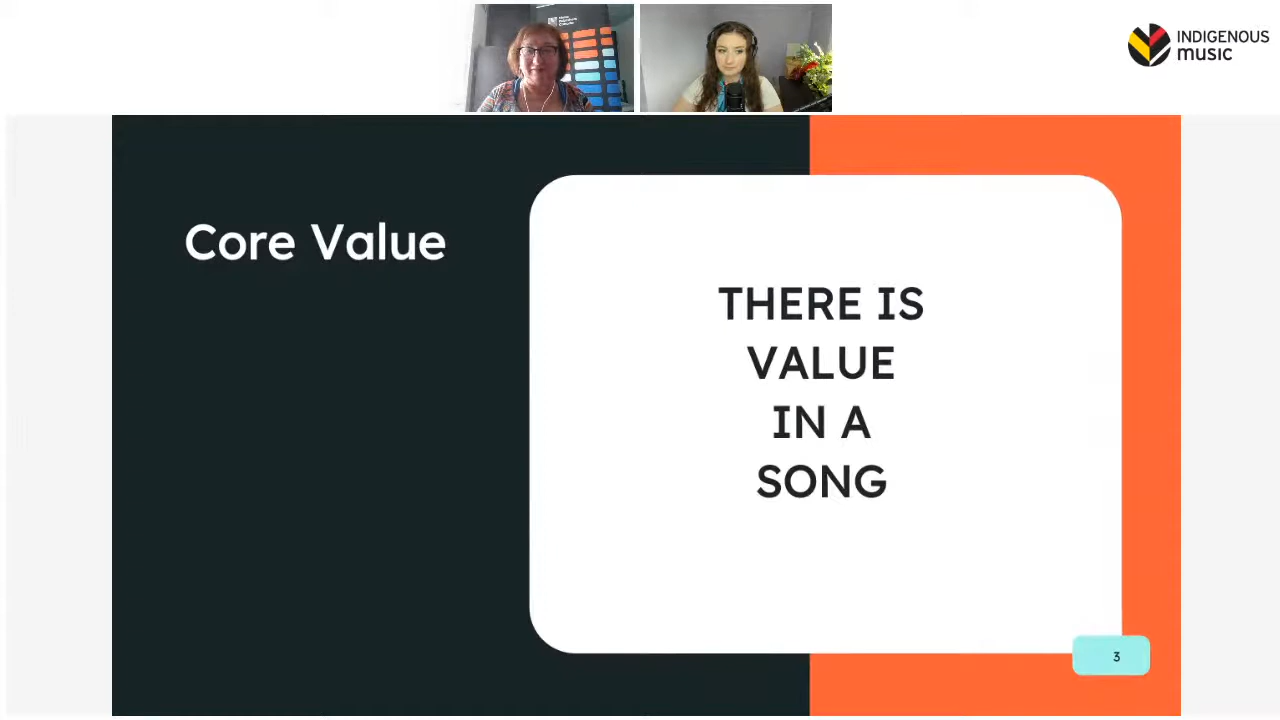 INDIGENOUS
music
Core Value
THERE IS
VALUE
IN A
SONG
3